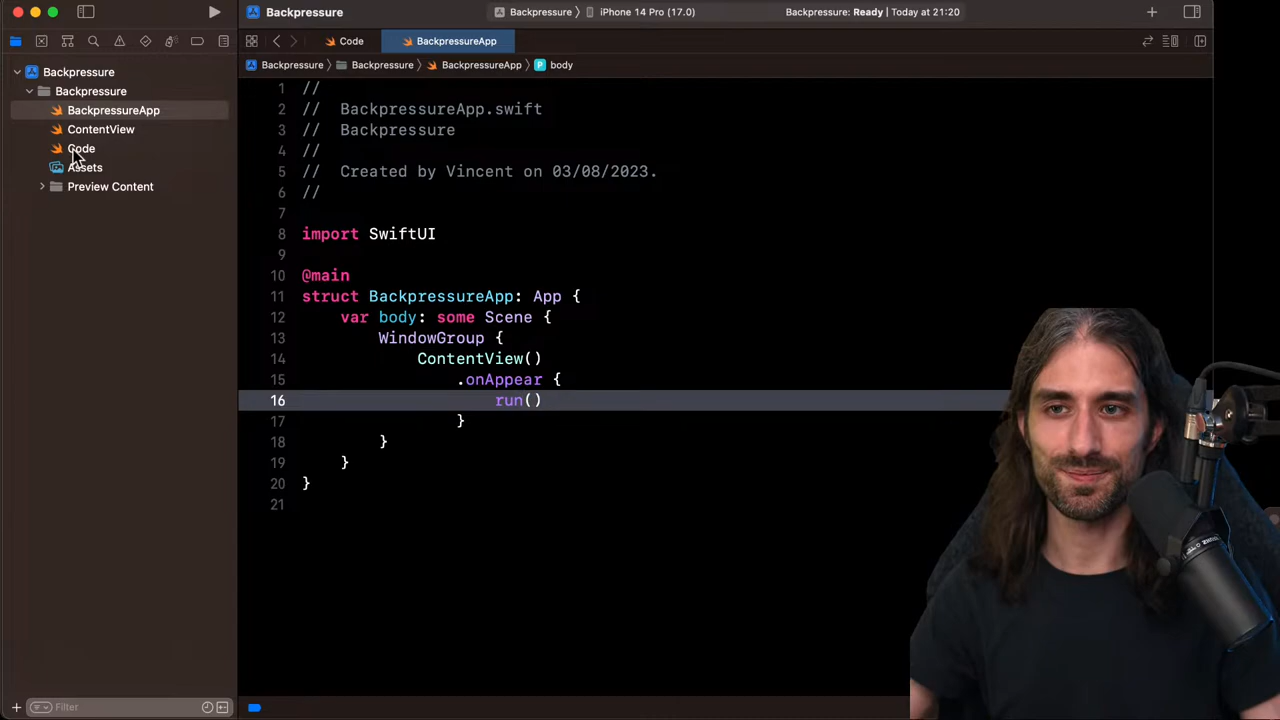 Backpressure
Backpressure
iPhone 14 Pro (17.0)
Backpressure: Ready | Today at 21:20
Code
BackpressureApp
Backpressure
Backpressure
BackpressureApp
body
Backpressure
Backpressure
BackpressureApp
ContentView
Code
Assets
Preview Content
1 //
2 // BackpressureApp.swift
3 // Backpressure
4 //
5 // Created by Vincent on 03/08/2023.
6 //
7
8 import SwiftUI
9
10 @main
11 struct BackpressureApp: App {
12 var body: some Scene {
13 WindowGroup {
14 ContentView()
15 .onAppear {
16 run()
17 }
18 }
19 }
20 }
21
Filter